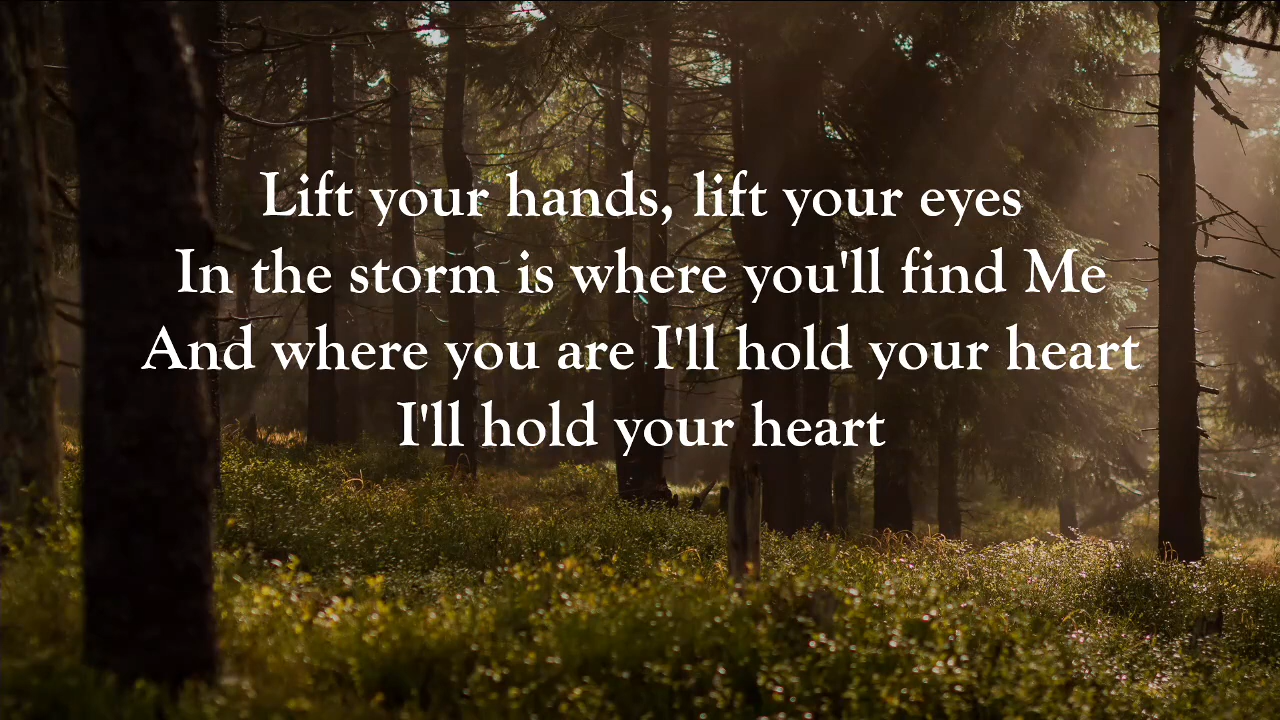 Lift your hands, lift your eyes
In the storm is where you'll find Me
And where you are I'll hold your heart
I'll hold your heart